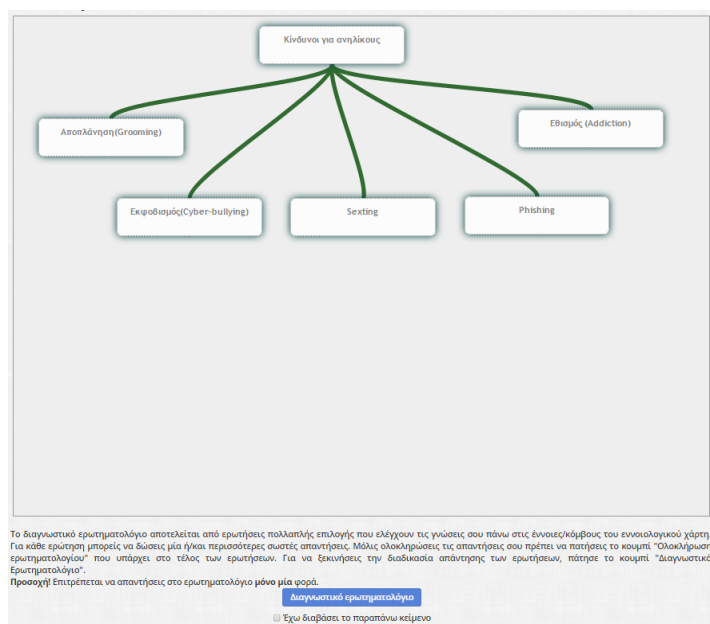 Κίνδυνοι για ανηλίκους
Αποπλάνηση(Grooming)
Εθισμός (Addiction)
Εκφοβισμός(Cyber-bullying)
Sexting
Phishing
Το διαγνωστικό ερωτηματολόγιο αποτελείται από ερωτήσεις πολλαπλής επιλογής που ελέγχουν τις γνώσεις σου πάνω στις έννοιες/κόμβους του εννοιολογικού χάρτη.
Για κάθε ερώτηση μπορείς να δώσεις μία ή/και περισσότερες σωστές απαντήσεις. Μόλις ολοκληρώσεις τις απαντήσεις σου πρέπει να πατήσεις το κουμπί "Ολοκλήρωση
ερωτηματολογίου" που υπάρχει στο τέλος των ερωτήσεων. Για να ξεκινήσεις την διαδικασία απάντησης των ερωτήσεων, πάτησε το κουμπί "Διαγνωστικό
Ερωτηματολόγιο".
Προσοχή! Επιτρέπεται να απαντήσεις στο ερωτηματολόγιο μόνο μία φορά.
Διαγνωστικό ερωτηματολόγιο
Έχω διαβάσει το παραπάνω κείμενο